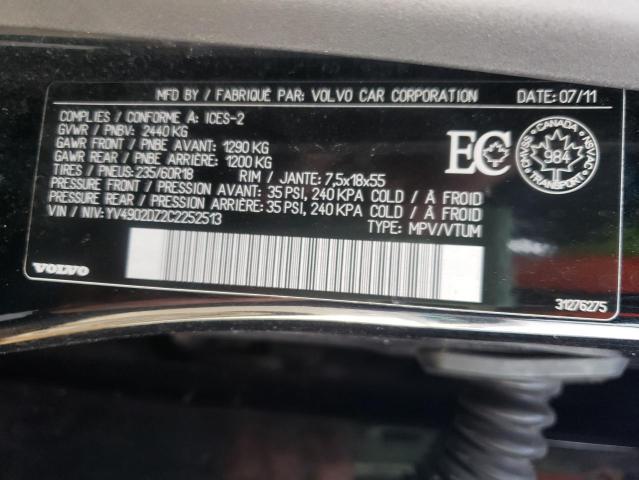 MFD BY / FABRIQUÉ PAR: VOLVO CAR CORPORATION DATE: 07/11
COMPLIES / CONFORME À: ICES-2
GVWR / PNBV: 2440 KG
GAWR FRONT / PNBE AVANT: 1290 KG
GAWR REAR / PNBE ARRIÈRE: 1200 KG
TIRES / PNEUS: 235/60R18 RIM / JANTE: 7,5x18x55
PRESSURE FRONT / PRESSION AVANT: 35 PSI, 240 KPA COLD / À FROID
PRESSURE REAR / PRESSION ARRIÈRE: 35 PSI, 240 KPA COLD / À FROID
VIN / NIV: YV4902DZ2C2252513 TYPE: MPV/VTUM
EC
CANADA
984
TRANSPORT
VOLVO
31276275